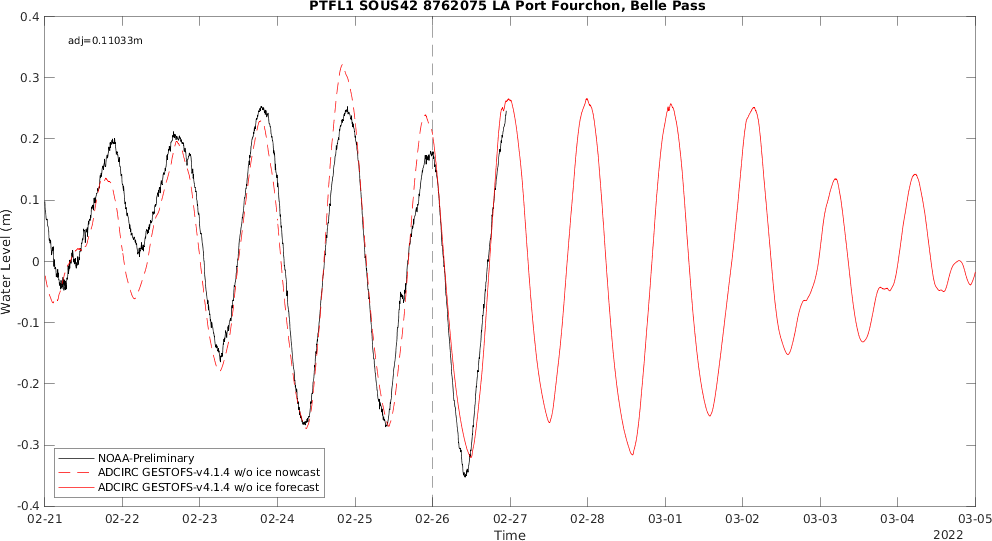 PTFL1 SOUS42 8762075 LA Port Fourchon, Belle Pass
adj=0.11033m
0.4
0.3
0.2
0.1
0
-0.1
-0.2
-0.3
-0.4
Water Level (m)
NOAA-Preliminary
ADCIRC GESTOFS-v4.1.4 w/o ice nowcast
ADCIRC GESTOFS-v4.1.4 w/o ice forecast
02-21 02-22 02-23 02-24 02-25 02-26 02-27 02-28 03-01 03-02 03-03 03-04 03-05
Time
2022